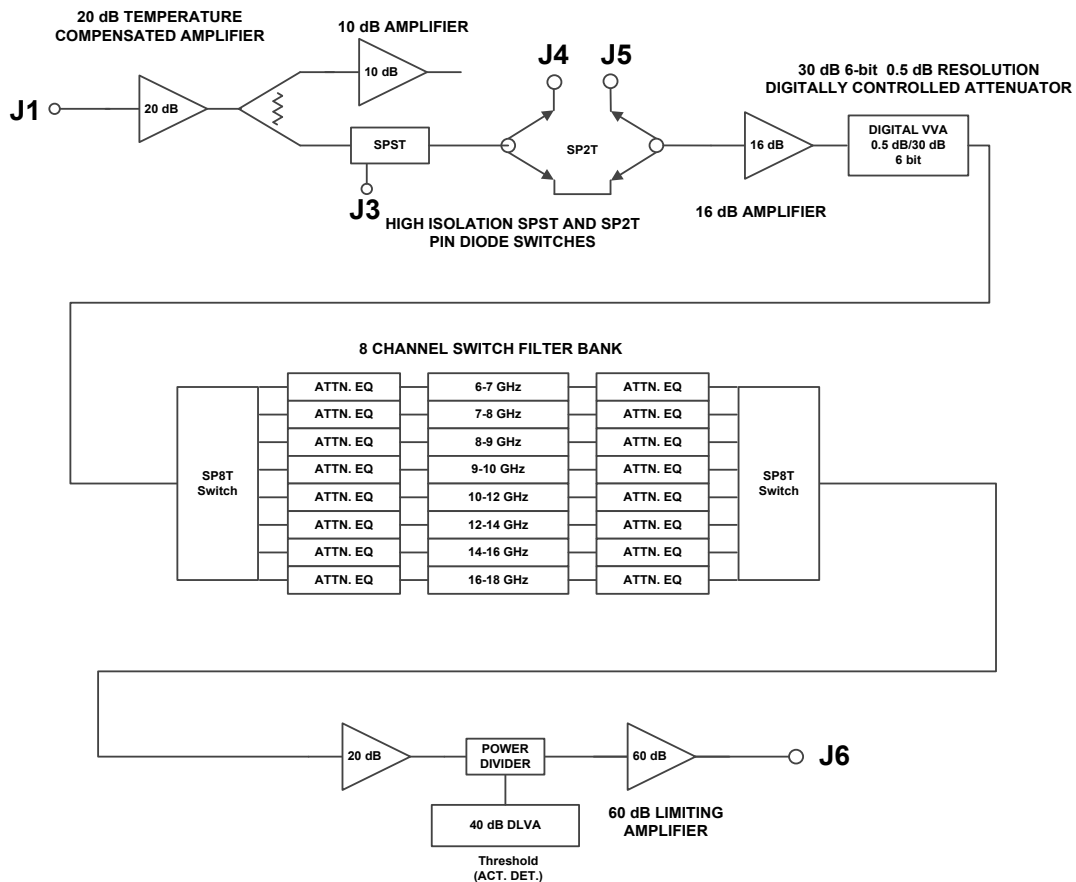 20 dB TEMPERATURE
COMPENSATED AMPLIFIER
10 dB AMPLIFIER
J4
J5
30 dB 6-bit 0.5 dB RESOLUTION
DIGITALLY CONTROLLED ATTENUATOR
J1
20 dB
10 dB
SPST
J3
SP2T
16 dB
DIGITAL VVA
0.5 dB/30 dB
6 bit
16 dB AMPLIFIER
HIGH ISOLATION SPST AND SP2T
PIN DIODE SWITCHES
8 CHANNEL SWITCH FILTER BANK
SP8T
Switch
ATTN. EQ
6-7 GHz
ATTN. EQ
ATTN. EQ
7-8 GHz
ATTN. EQ
ATTN. EQ
8-9 GHz
ATTN. EQ
ATTN. EQ
9-10 GHz
ATTN. EQ
ATTN. EQ
10-12 GHz
ATTN. EQ
ATTN. EQ
12-14 GHz
ATTN. EQ
ATTN. EQ
14-16 GHz
ATTN. EQ
ATTN. EQ
16-18 GHz
ATTN. EQ
SP8T
Switch
20 dB
POWER
DIVIDER
60 dB
J6
40 dB DLVA
60 dB LIMITING
AMPLIFIER
Threshold
(ACT. DET.)